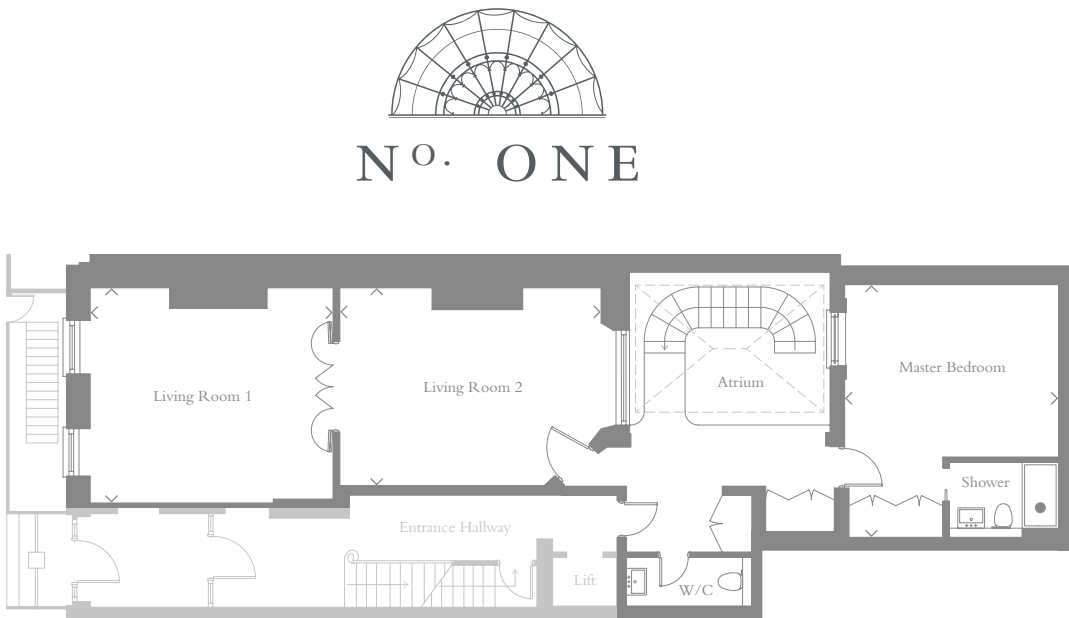 No. ONE
Living Room 1
Living Room 2
Atrium
Master Bedroom
Shower
Entrance Hallway
Lift
W/C